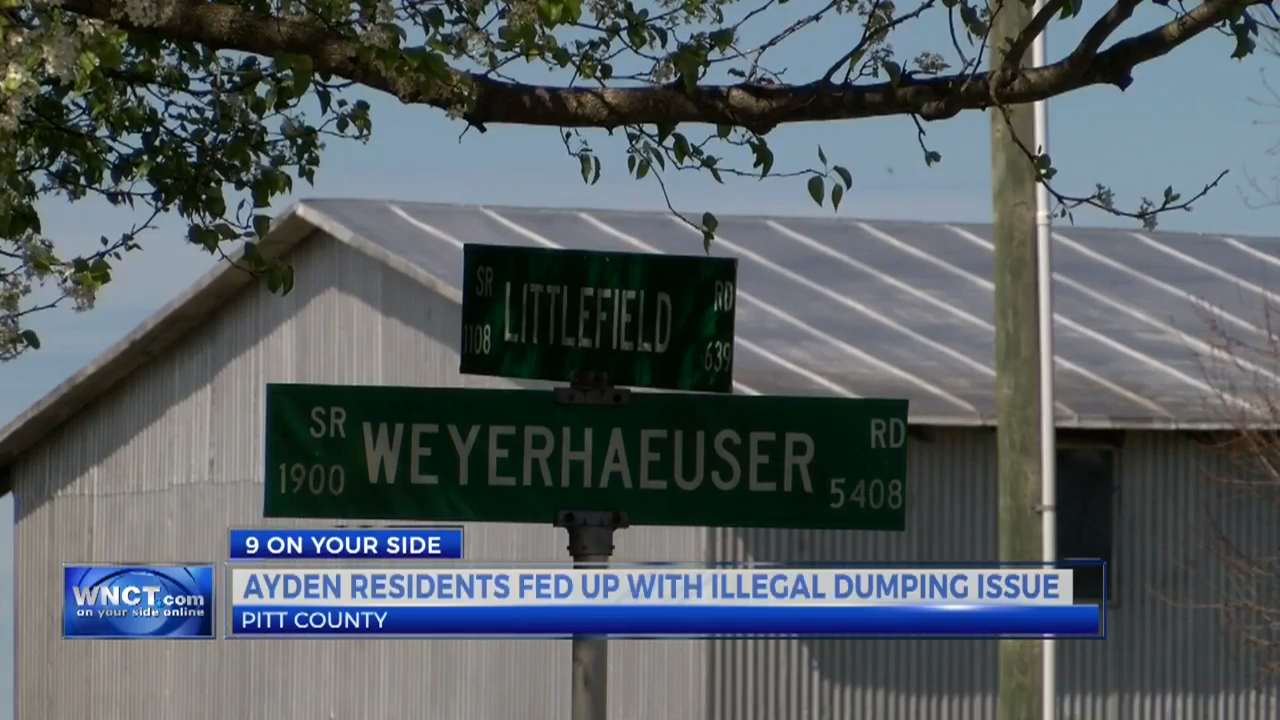 SR LITTLEFIELD RD
1108 639
SR WEYERHAEUSER RD
1900 5408
9 ON YOUR SIDE
WNCT.com
on your side online
AYDEN RESIDENTS FED UP WITH ILLEGAL DUMPING ISSUE
PITT COUNTY